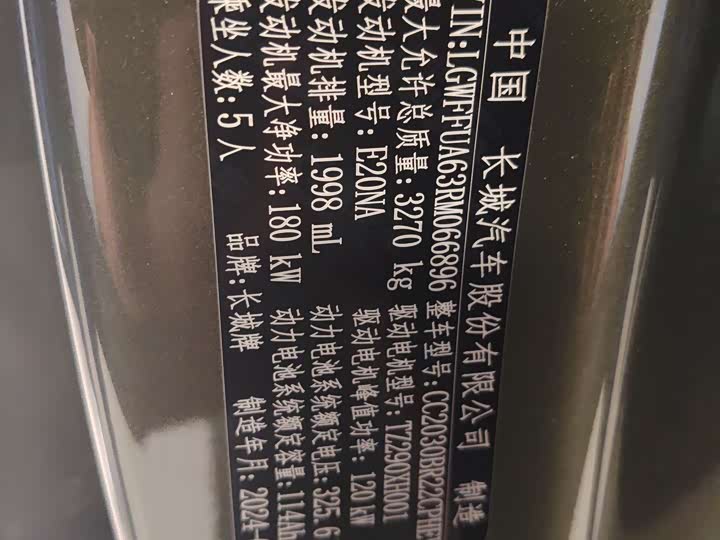 中国 长城汽车股份有限公司 制造
VIN:LGWFFUA63RM066896 整车型号:CC2030BR22CPHE
最大允许总质量:3270 kg 驱动电机型号:TZ290XH001
发动机型号:E20NA 驱动电机峰值功率: 120 kW
发动机排量: 1998 mL 动力电池系统额定电压:325.6
发动机最大净功率:180 kW 动力电池系统额定容量:114Ah
乘坐人数:5人 品牌:长城牌 制造年月: 2024-